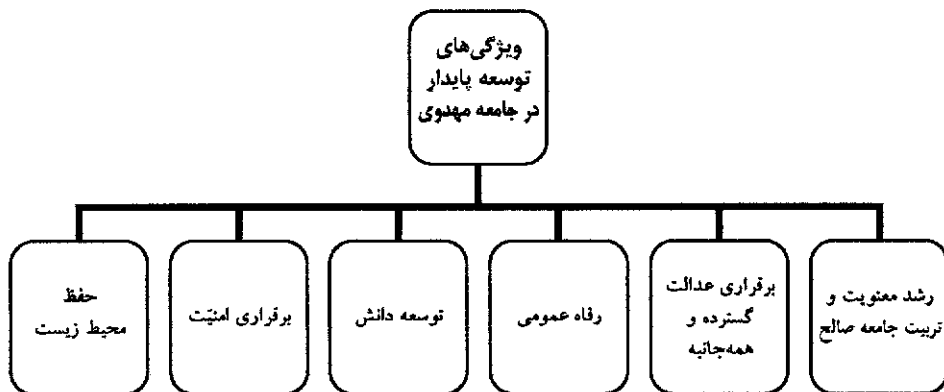 ویژگی‌های
توسعه پایدار
در جامعه مهدوی
رشد معنویت و
تربیت جامعه صالح
برقراری عدالت
گسترده و
همه‌جانبه
رفاه عمومی
توسعه دانش
برقراری امنیّت
حفظ
محیط زیست